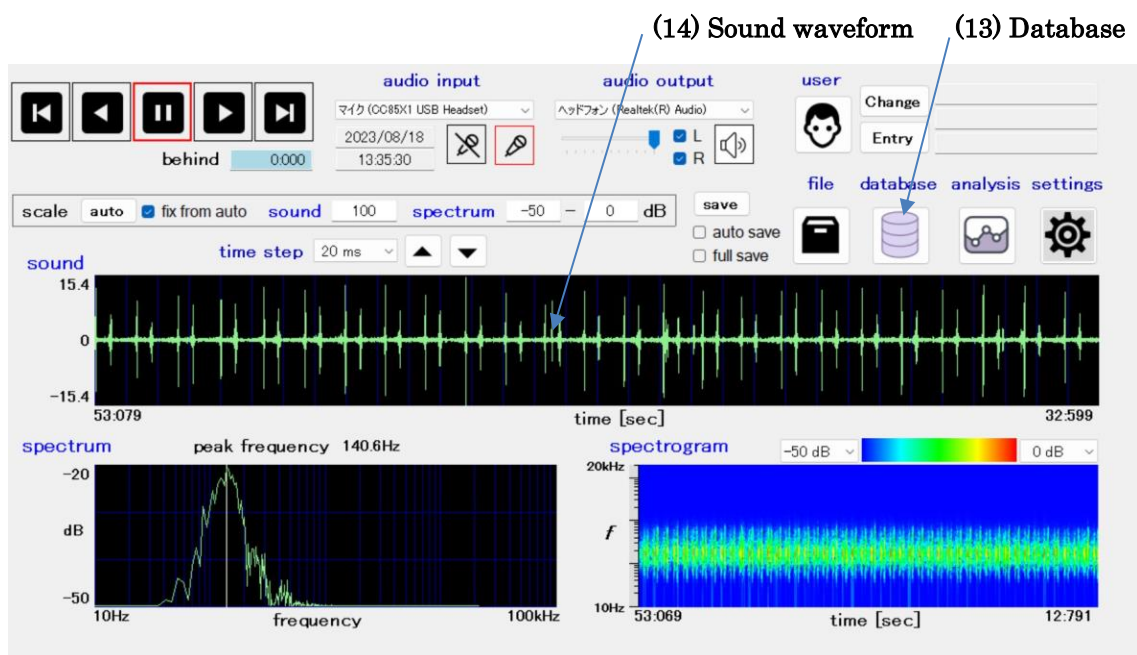 (14) Sound waveform (13) Database
audio input audio output user
マイク (CC85X1 USB Headset) ヘッドフォン (Realtek(R) Audio) Change
2023/08/18 L Entry
behind 0:000 13:35:30 R
file database analysis settings
scale auto fix from auto sound 100 spectrum -50 - 0 dB save
auto save
time step 20 ms full save
sound
15.4
0
-15.4
53:079 time [sec] 32:599
spectrum peak frequency 140.6Hz spectrogram -50 dB 0 dB
-20 20kHz
dB f
-50
10Hz frequency 100kHz 10Hz 53:069 time [sec] 12:791